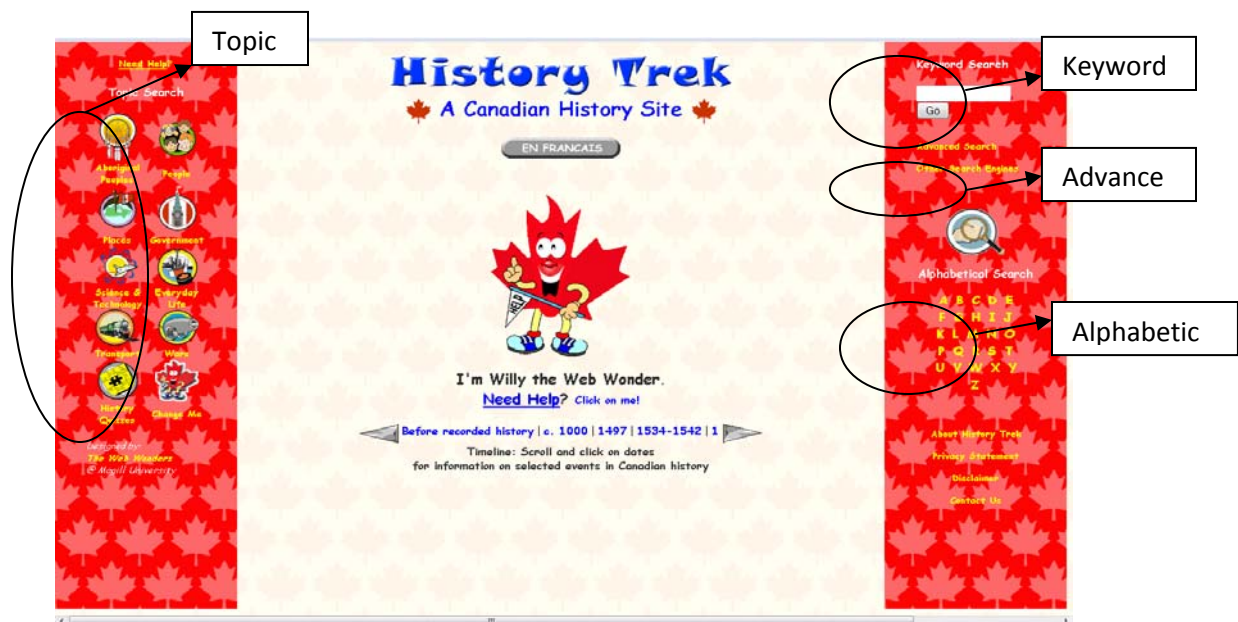 Topic
Need Help?
Topic Search
Aboriginal
Peoples
People
Places
Government
Science &
Technology
Everyday
Life
Transport
Wars
History
Quizzes
Change Me
Designed by:
The Web Wonders
@ Mcgill University
History Trek
A Canadian History Site
EN FRANCAIS
HELP
I'm Willy the Web Wonder.
Need Help? Click on me!
Before recorded history | c. 1000 | 1497 | 1534-1542 | 1
Timeline: Scroll and click on dates
for information on selected events in Canadian history
Keyword Search
Go
Advanced Search
Other Search Engines
Alphabetical Search
A B C D E
F G H I J
K L M N O
P Q R S T
U V W X Y
Z
About History Trek
Privacy Statement
Disclaimer
Contact Us
Keyword
Advance
Alphabetic